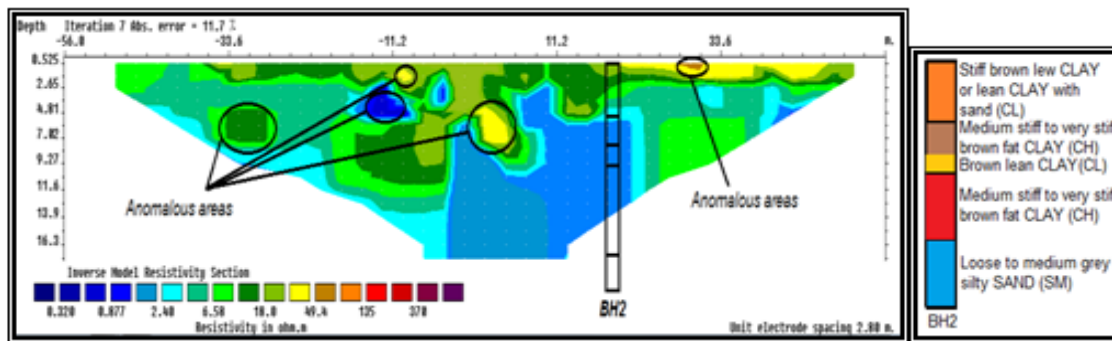 Depth Iteration 7 Abs. error = 11.7 %
-56.0 -33.6 -11.2 11.2 33.6 m.
0.525
2.65
4.81
7.02
9.27
11.6
13.9
16.3
Anomalous areas
Anomalous areas
Inverse Model Resistivity Section
0.320 0.877 2.40 6.58 18.0 49.4 135 370
Resistivity in ohm.m
BH2
Unit electrode spacing 2.80 m.
Stiff brown lew CLAY
or lean CLAY with
sand (CL)
Medium stiff to very stif
brown fat CLAY (CH)
Brown lean CLAY(CL)
Medium stiff to very stif
brown fat CLAY (CH)
Loose to medium grey
silty SAND (SM)
BH2